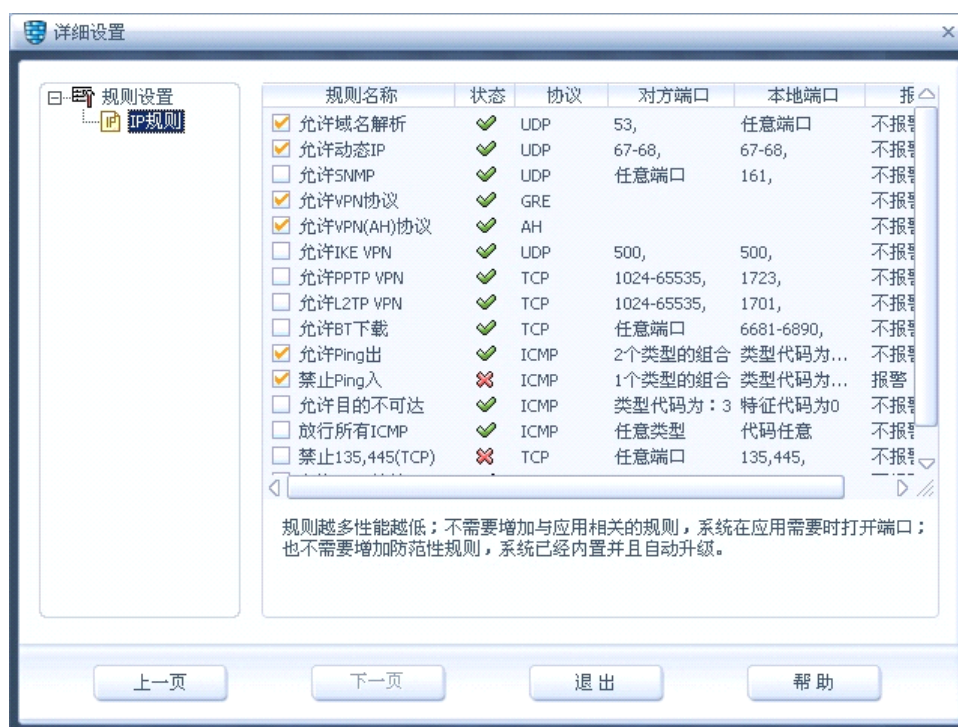 详细设置
规则设置
IP规则
规则名称 状态 协议 对方端口 本地端口 报
允许域名解析 UDP 53, 任意端口 不报警
允许动态IP UDP 67-68, 67-68, 不报警
允许SNMP UDP 任意端口 161, 不报警
允许VPN协议 GRE 不报警
允许VPN(AH)协议 AH 不报警
允许IKE VPN UDP 500, 500, 不报警
允许PPTP VPN TCP 1024-65535, 1723, 不报警
允许L2TP VPN TCP 1024-65535, 1701, 不报警
允许BT下载 TCP 任意端口 6681-6890, 不报警
允许Ping出 ICMP 2个类型的组合 类型代码为... 不报警
禁止Ping入 ICMP 1个类型的组合 类型代码为... 报警
允许目的不可达 ICMP 类型代码为：3 特征代码为0 不报警
放行所有ICMP ICMP 任意类型 代码任意 不报警
禁止135,445(TCP) TCP 任意端口 135,445, 不报警
规则越多性能越低；不需要增加与应用相关的规则，系统在应用需要时打开端口；
也不需要增加防范性规则，系统已经内置并且自动升级。
上一页 下一页 退出 帮助